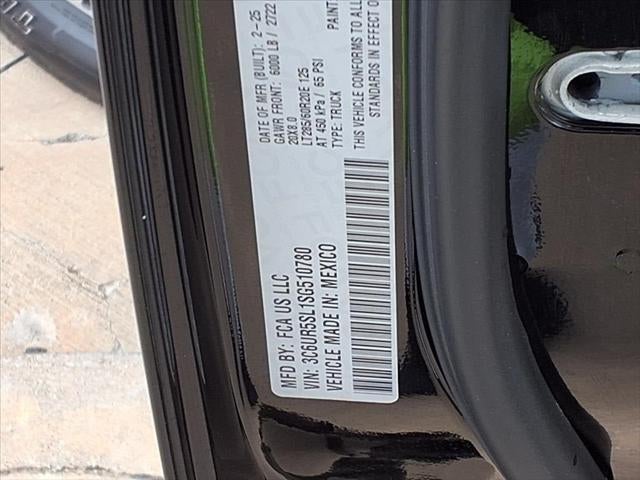 MFD BY: FCA US LLC
VIN: 3C6UR5SL1SG510780
VEHICLE MADE IN: MEXICO
DATE OF MFR (BUILT): 2-25
GAWR FRONT: 6000 LB / 2722
20X8.0
LT285/60R20E 125
AT 450 kPa / 65 PSI
TYPE: TRUCK
THIS VEHICLE CONFORMS TO A
STANDARDS IN EFFECT O
PAINT: